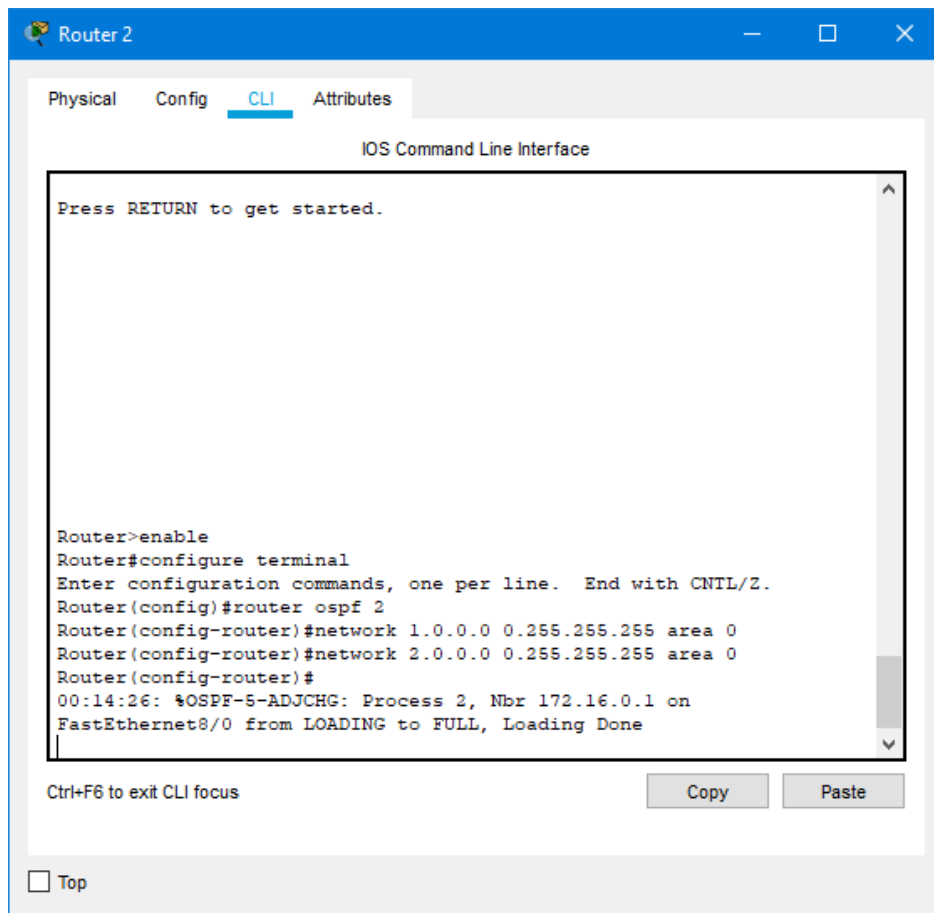 Router 2
Physical Config CLI Attributes
IOS Command Line Interface
Press RETURN to get started.
Router>enable
Router#configure terminal
Enter configuration commands, one per line.  End with CNTL/Z.
Router(config)#router ospf 2
Router(config-router)#network 1.0.0.0 0.255.255.255 area 0
Router(config-router)#network 2.0.0.0 0.255.255.255 area 0
Router(config-router)#
00:14:26: %OSPF-5-ADJCHG: Process 2, Nbr 172.16.0.1 on
FastEthernet8/0 from LOADING to FULL, Loading Done
Ctrl+F6 to exit CLI focus
Copy Paste
Top